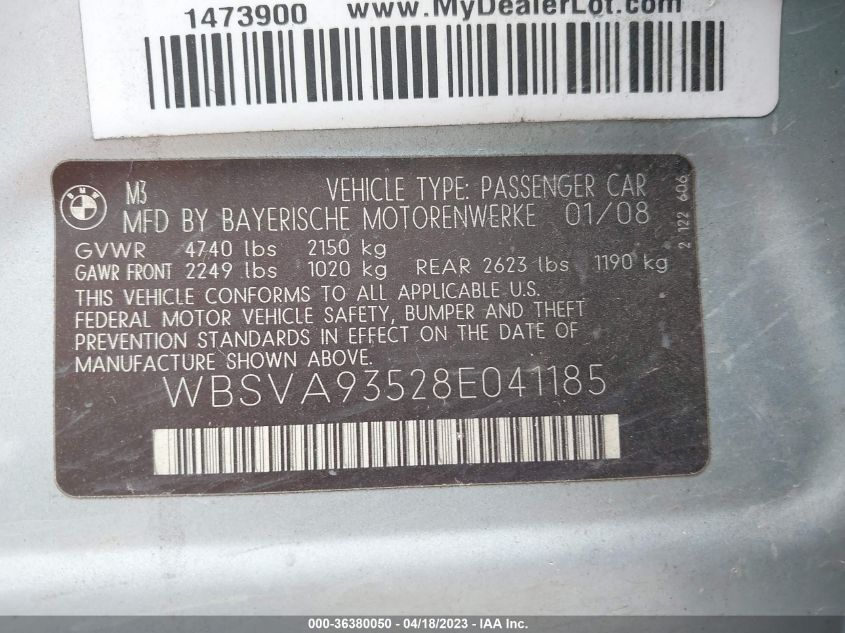 1473900 www.MyDealerLot.com
M3 VEHICLE TYPE: PASSENGER CAR
BMW MFD BY BAYERISCHE MOTORENWERKE 01/08
GVWR 4740 lbs 2150 kg
GAWR FRONT 2249 lbs 1020 kg REAR 2623 lbs 1190 kg
THIS VEHICLE CONFORMS TO ALL APPLICABLE U.S.
FEDERAL MOTOR VEHICLE SAFETY, BUMPER AND THEFT
PREVENTION STANDARDS IN EFFECT ON THE DATE OF
MANUFACTURE SHOWN ABOVE.
WBSVA93528E041185
2 122 606
000-36380050 - 04/18/2023 - IAA Inc.